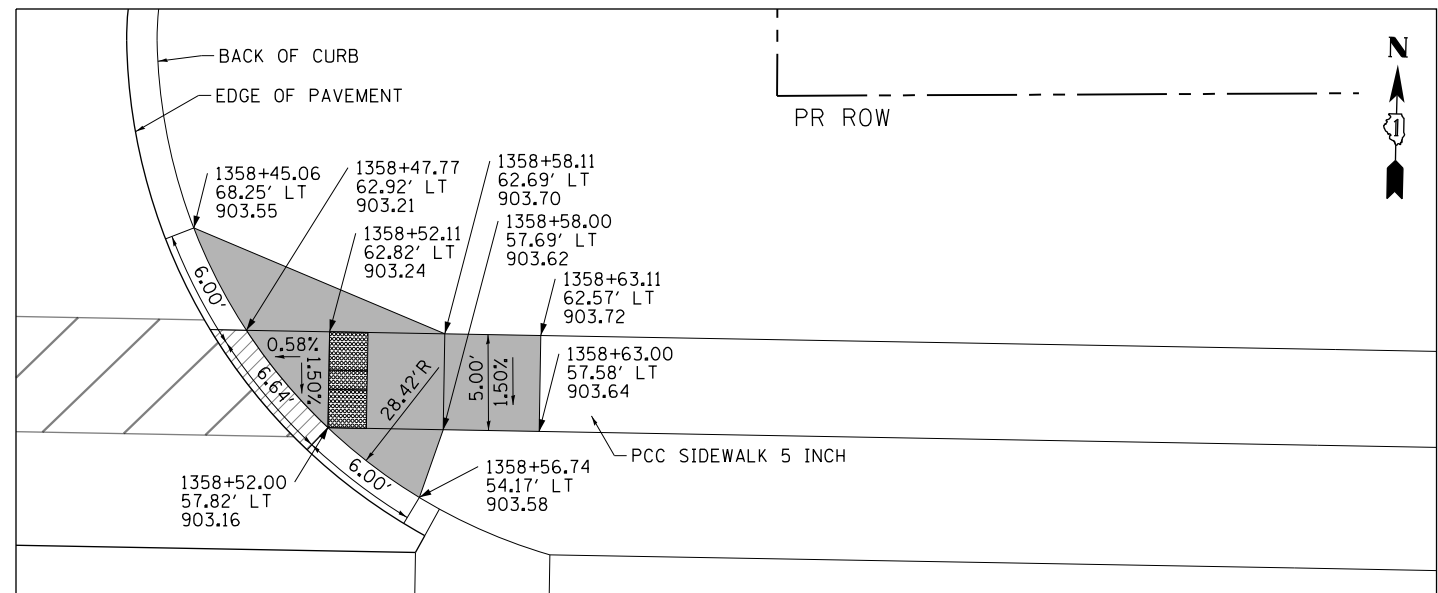 BACK OF CURB
EDGE OF PAVEMENT
PR ROW
N
1
1358+45.06
68.25' LT
903.55
1358+47.77
62.92' LT
903.21
1358+52.11
62.82' LT
903.24
1358+58.11
62.69' LT
903.70
1358+58.00
57.69' LT
903.62
1358+63.11
62.57' LT
903.72
1358+63.00
57.58' LT
903.64
6.00'
0.58%
1.50%
6.64'
28.42'R
5.00'
1.50%
6.00'
PCC SIDEWALK 5 INCH
1358+52.00
57.82' LT
903.16
1358+56.74
54.17' LT
903.58